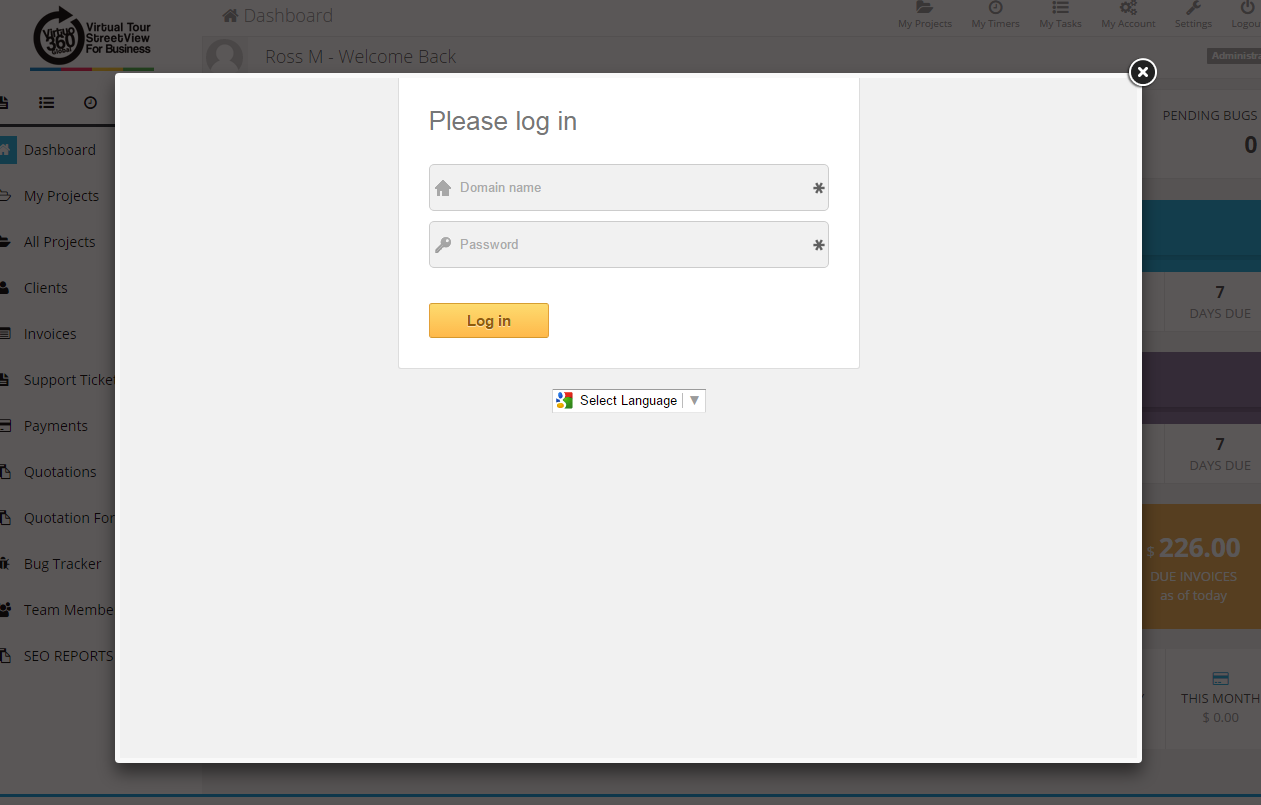 Virtual Tour
StreetView
For Business
Virtuo
360
Global
Dashboard
My Projects
My Timers
My Tasks
My Account
Settings
Logou
Ross M - Welcome Back
Administra
Dashboard
My Projects
All Projects
Clients
Invoices
Support Ticket
Payments
Quotations
Quotation For
Bug Tracker
Team Membe
SEO REPORTS
Please log in
Domain name *
Password *
Log in
Select Language ▼
PENDING BUGS
0
7
DAYS DUE
7
DAYS DUE
$ 226.00
DUE INVOICES
as of today
THIS MONTH
$ 0.00